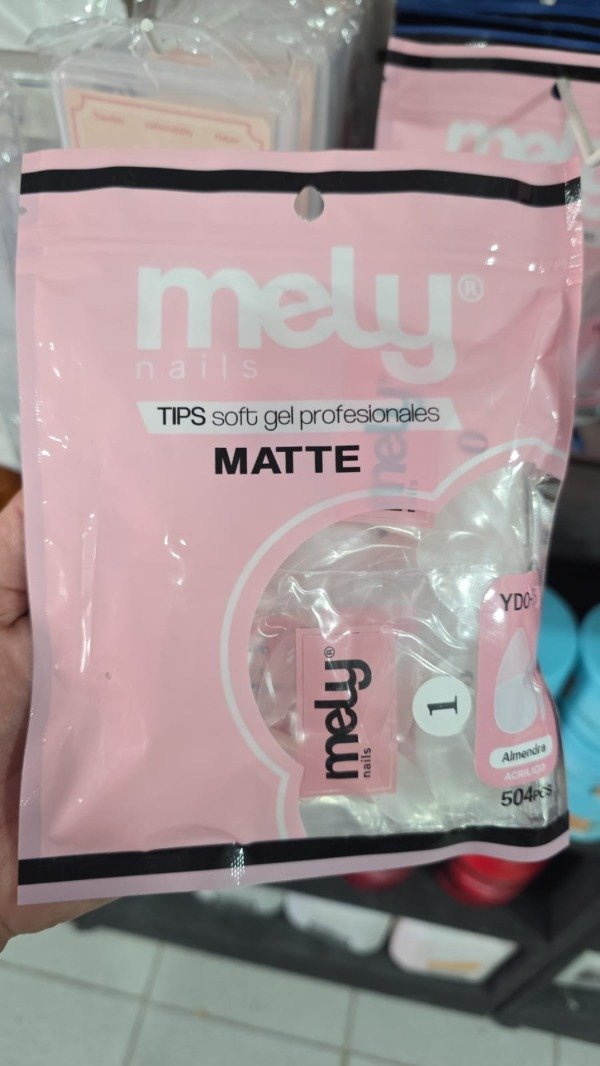 mely®
nails
TIPS soft gel profesionales
MATTE
mely®
nails
1
Almendra
ACRILICO
504PCS